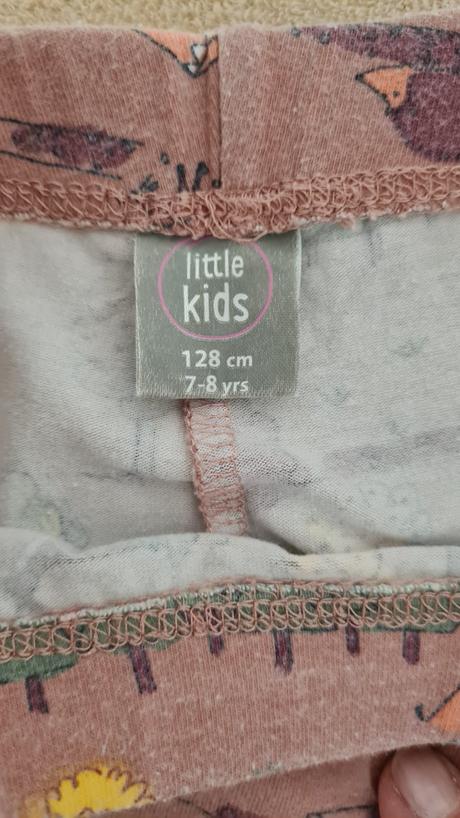 little
kids
128 cm
7-8 yrs